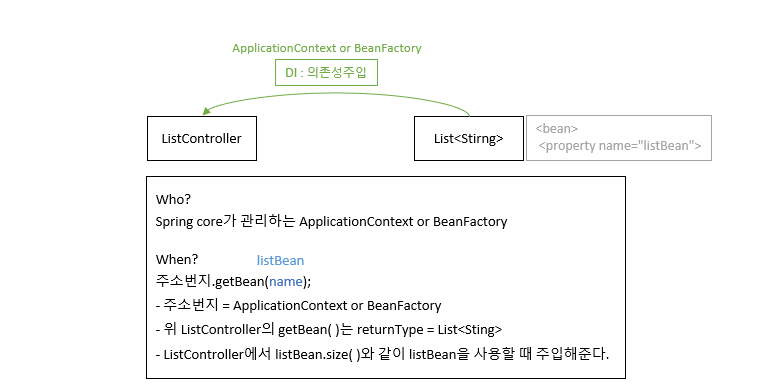 ApplicationContext or BeanFactory
DI : 의존성주입
ListController
List<Stirng>
<bean>
<property name="listBean">
Who?
Spring core가 관리하는 ApplicationContext or BeanFactory
When?
listBean
주소번지.getBean(name);
- 주소번지 = ApplicationContext or BeanFactory
- 위 ListController의 getBean( )는 returnType = List<Sting>
- ListController에서 listBean.size( )와 같이 listBean을 사용할 때 주입해준다.